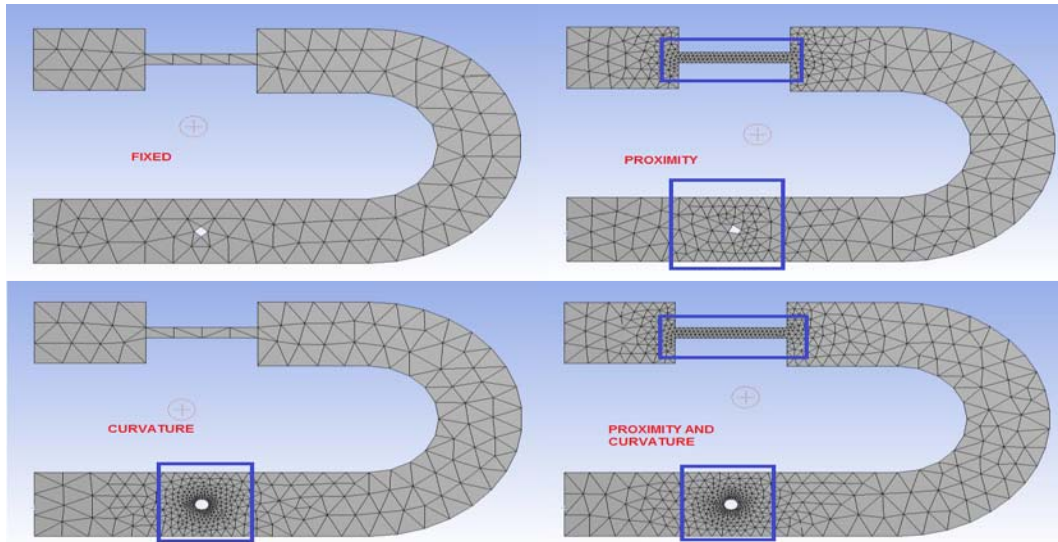 FIXED
PROXIMITY
CURVATURE
PROXIMITY AND
CURVATURE